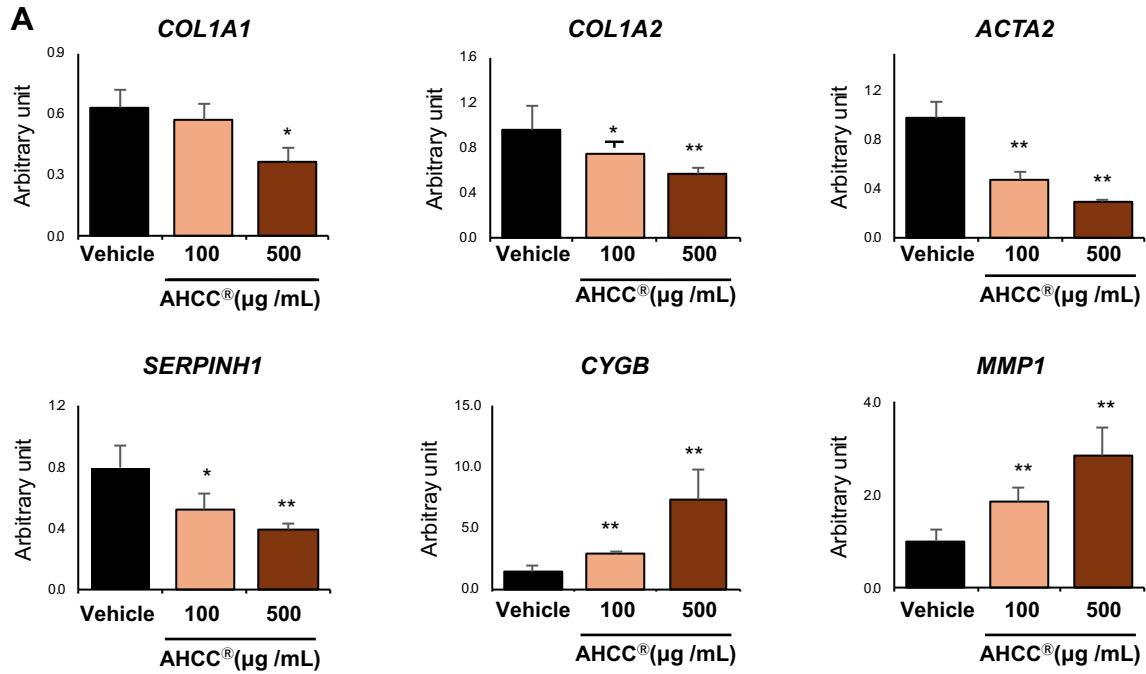 A
COL1A1
0.9
0.6
0.3
0.0
Arbitrary unit
*
Vehicle
100
500
AHCC®(µg /mL)
COL1A2
1.6
1.2
0.8
0.4
0.0
Arbitrary unit
*
**
Vehicle
100
500
AHCC®(µg /mL)
ACTA2
1.2
0.8
0.4
0.0
Arbitrary unit
**
**
Vehicle
100
500
AHCC®(µg /mL)
SERPINH1
1.2
0.8
0.4
0.0
Arbitrary unit
*
**
Vehicle
100
500
AHCC®(µg /mL)
CYGB
15.0
10.0
5.0
0.0
Arbitray unit
**
**
Vehicle
100
500
AHCC®(µg /mL)
MMP1
4.0
2.0
0.0
Arbitrary unit
**
**
Vehicle
100
500
AHCC®(µg /mL)